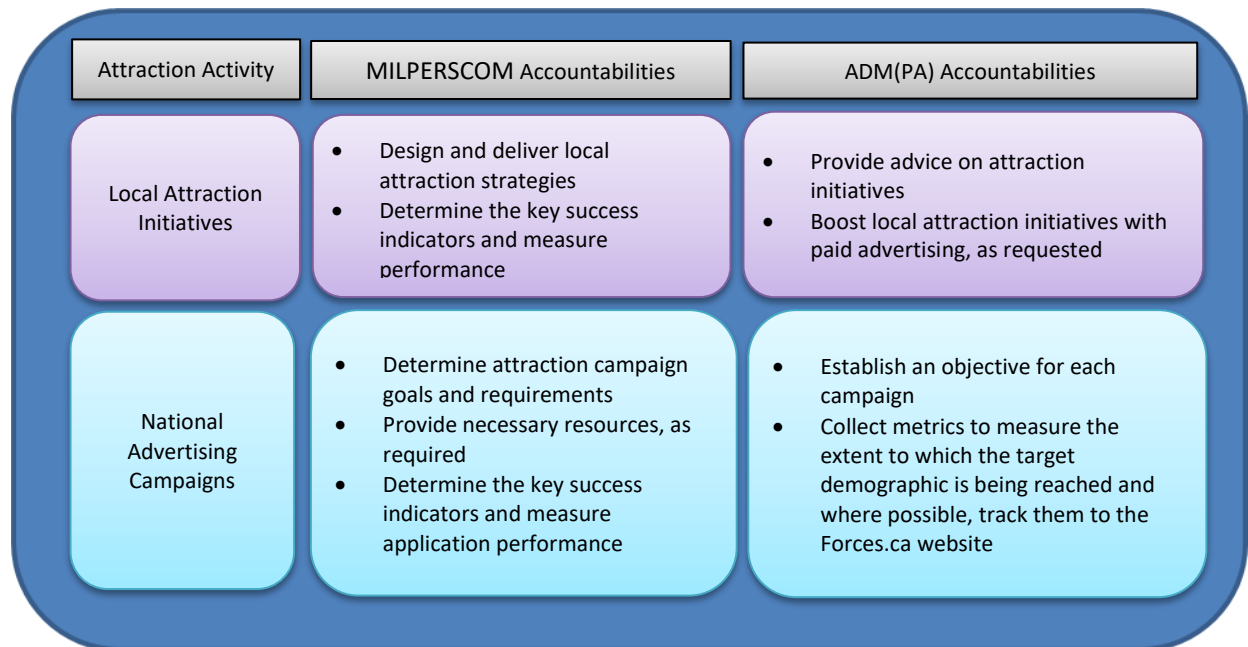 Attraction Activity
MILPERSCOM Accountabilities
ADM(PA) Accountabilities
Local Attraction
Initiatives
• Design and deliver local
attraction strategies
• Determine the key success
indicators and measure
performance
• Provide advice on attraction
initiatives
• Boost local attraction initiatives with
paid advertising, as requested
National
Advertising
Campaigns
• Determine attraction campaign
goals and requirements
• Provide necessary resources, as
required
• Determine the key success
indicators and measure
application performance
• Establish an objective for each
campaign
• Collect metrics to measure the
extent to which the target
demographic is being reached and
where possible, track them to the
Forces.ca website